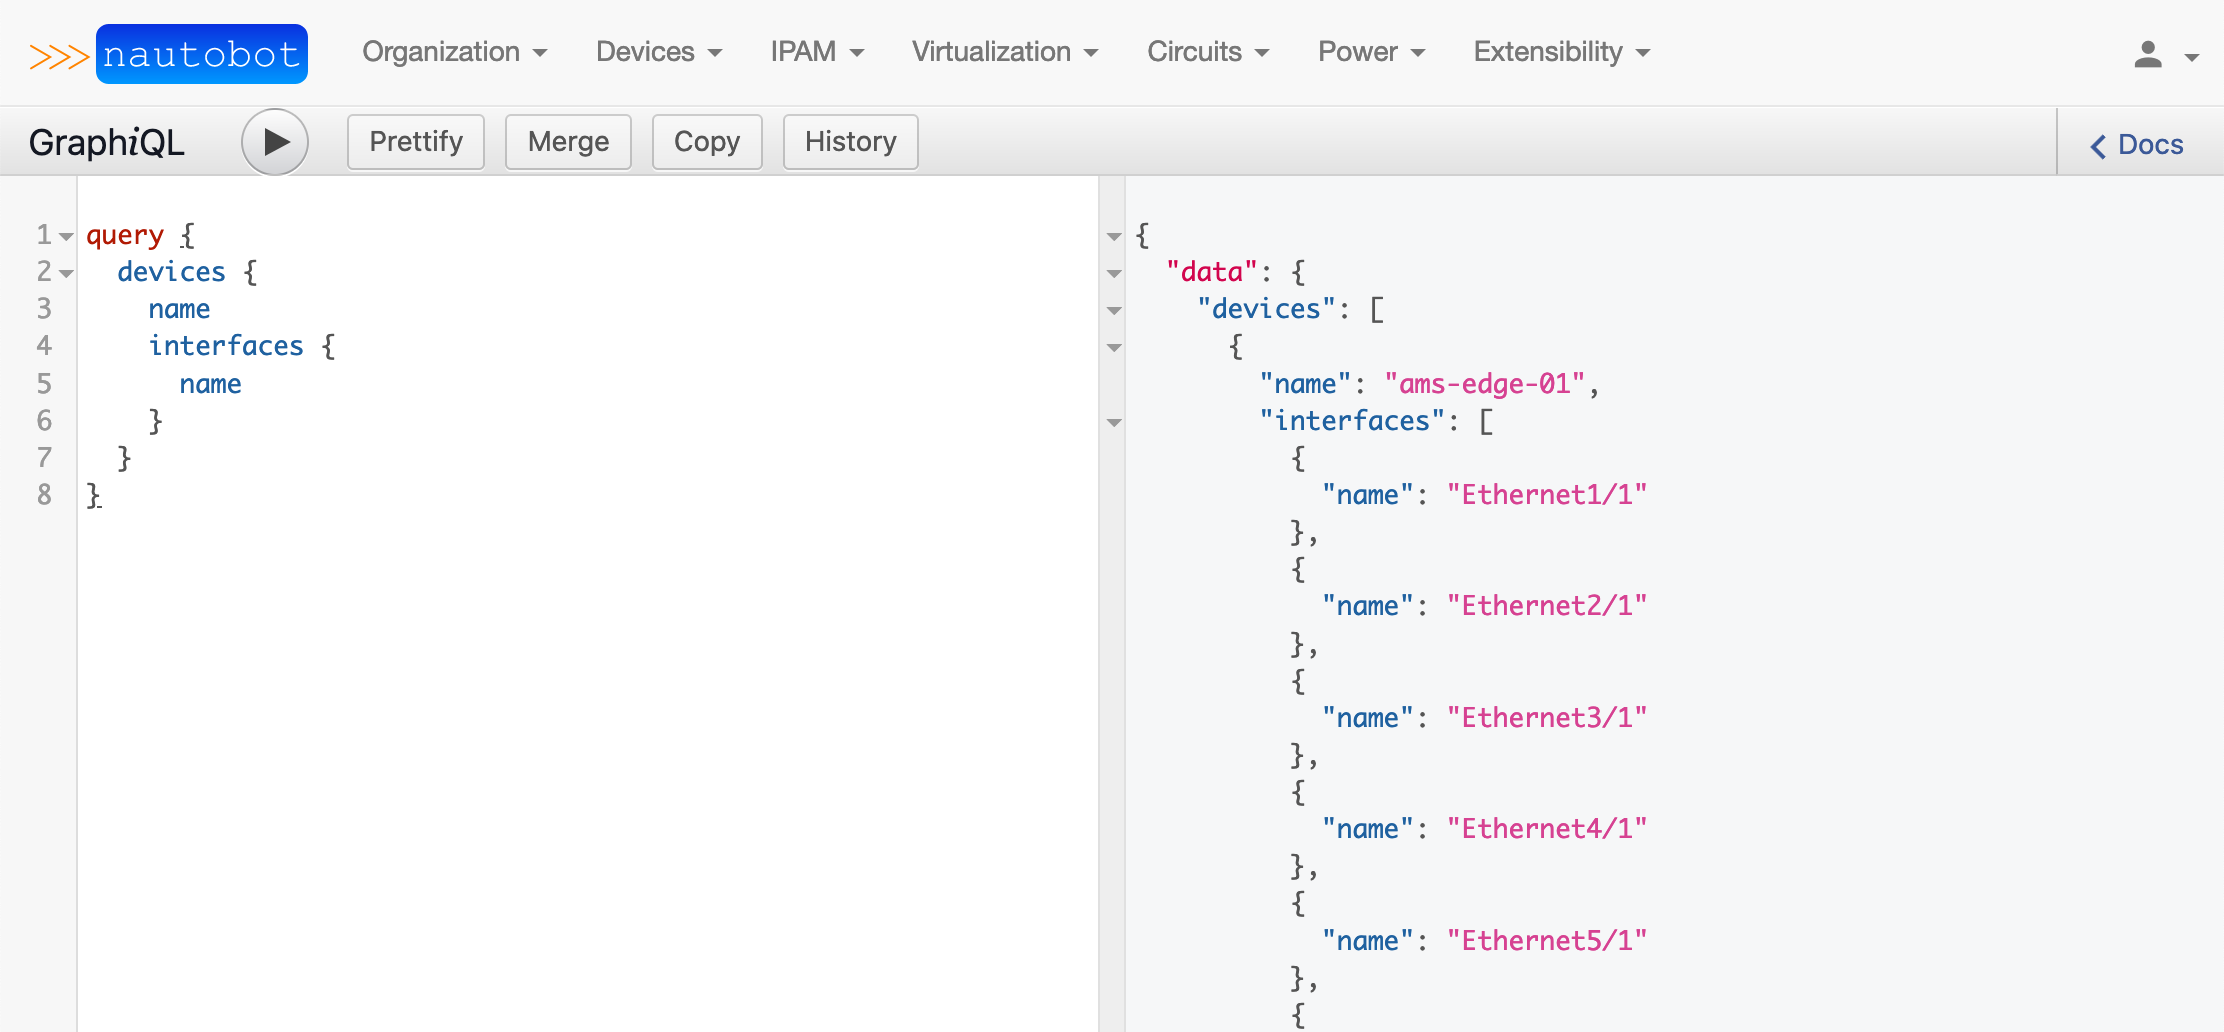 >>> nautobot Organization Devices IPAM Virtualization Circuits Power Extensibility
GraphiQL Prettify Merge Copy History Docs
1 query {
2 devices {
3 name
4 interfaces {
5 name
6 }
7 }
8 }
{
"data": {
"devices": [
{
"name": "ams-edge-01",
"interfaces": [
{
"name": "Ethernet1/1"
},
{
"name": "Ethernet2/1"
},
{
"name": "Ethernet3/1"
},
{
"name": "Ethernet4/1"
},
{
"name": "Ethernet5/1"
},
{